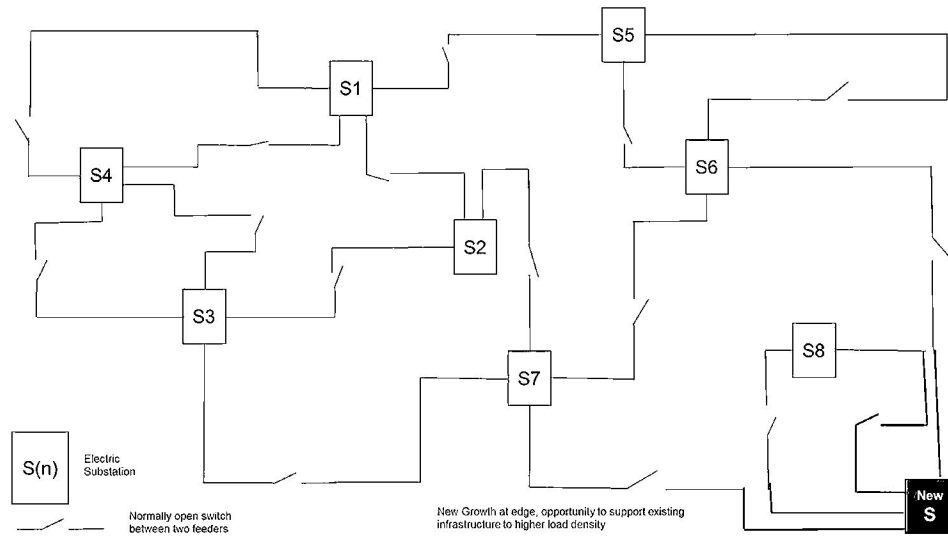 S5
S1
S6
S4
S2
S3
S8
S7
S(n)
Electric
Substation
Normally open switch
between two feeders
New Growth at edge, opportunity to support existing
infrastructure to higher load density
New
S